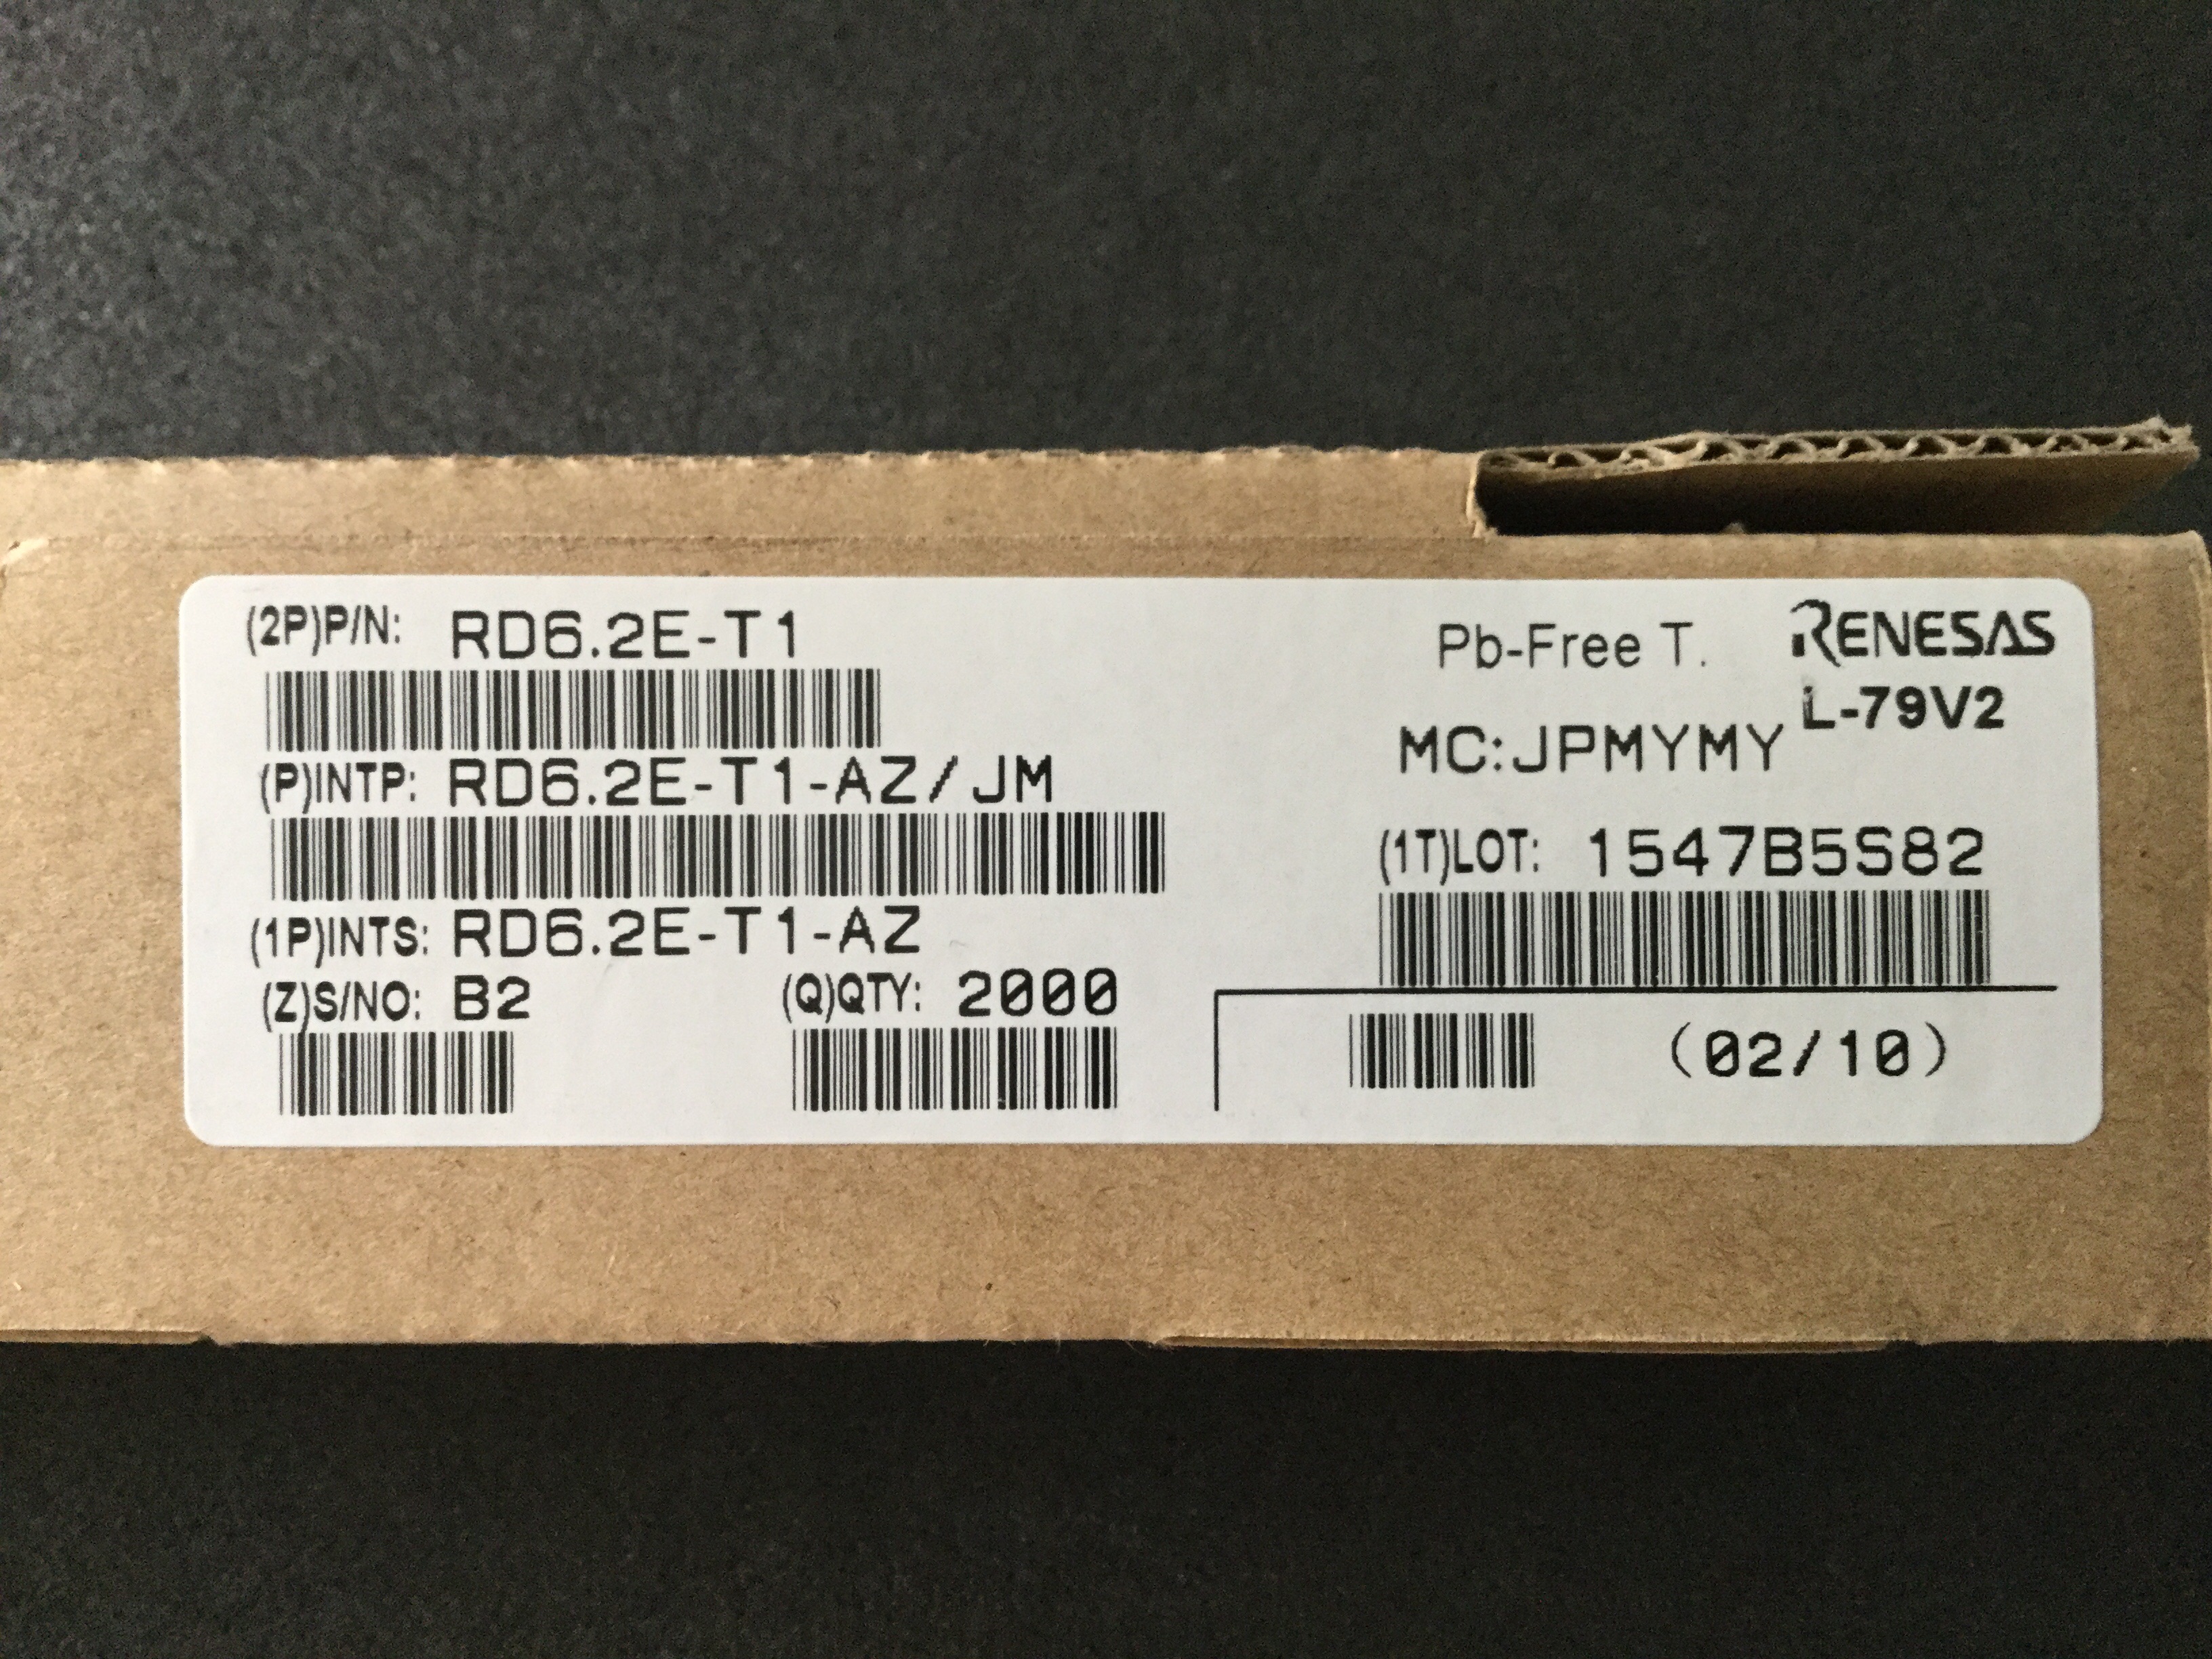 (2P)P/N: RD6.2E-T1
Pb-Free T. RENESAS
L-79V2
(P)INTP: RD6.2E-T1-AZ/JM
MC:JPMYMY
(1P)INTS: RD6.2E-T1-AZ
(1T)LOT: 1547B5S82
(Z)S/NO: B2 (Q)QTY: 2000
(02/10)